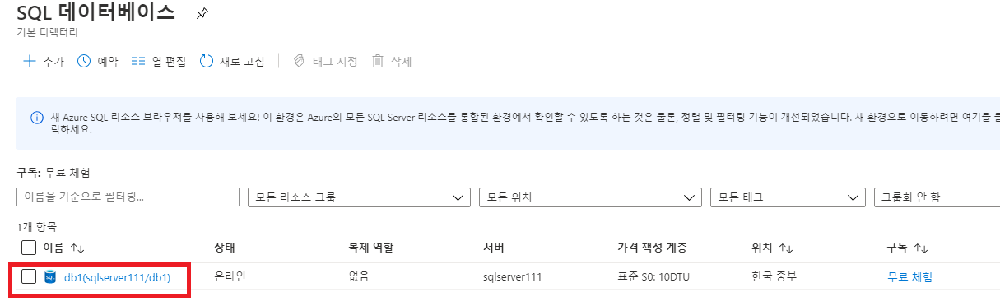 SQL 데이터베이스
기본 디렉터리
추가 예약 열 편집 새로 고침 태그 지정 삭제
새 Azure SQL 리소스 브라우저를 사용해 보세요! 이 환경은 Azure의 모든 SQL Server 리소스를 통합된 환경에서 확인할 수 있도록 하는 것은 물론, 정렬 및 필터링 기능이 개선되었습니다. 새 환경으로 이동하려면 여기를 클
릭하세요.
구독: 무료 체험
이름을 기준으로 필터링... 모든 리소스 그룹 모든 위치 모든 태그 그룹화 안 함
1개 항목
이름 ↑↓ 상태 복제 역할 서버 가격 책정 계층 위치 ↑↓ 구독 ↑↓
SQL db1(sqlserver111/db1) 온라인 없음 sqlserver111 표준 S0: 10DTU 한국 중부 무료 체험